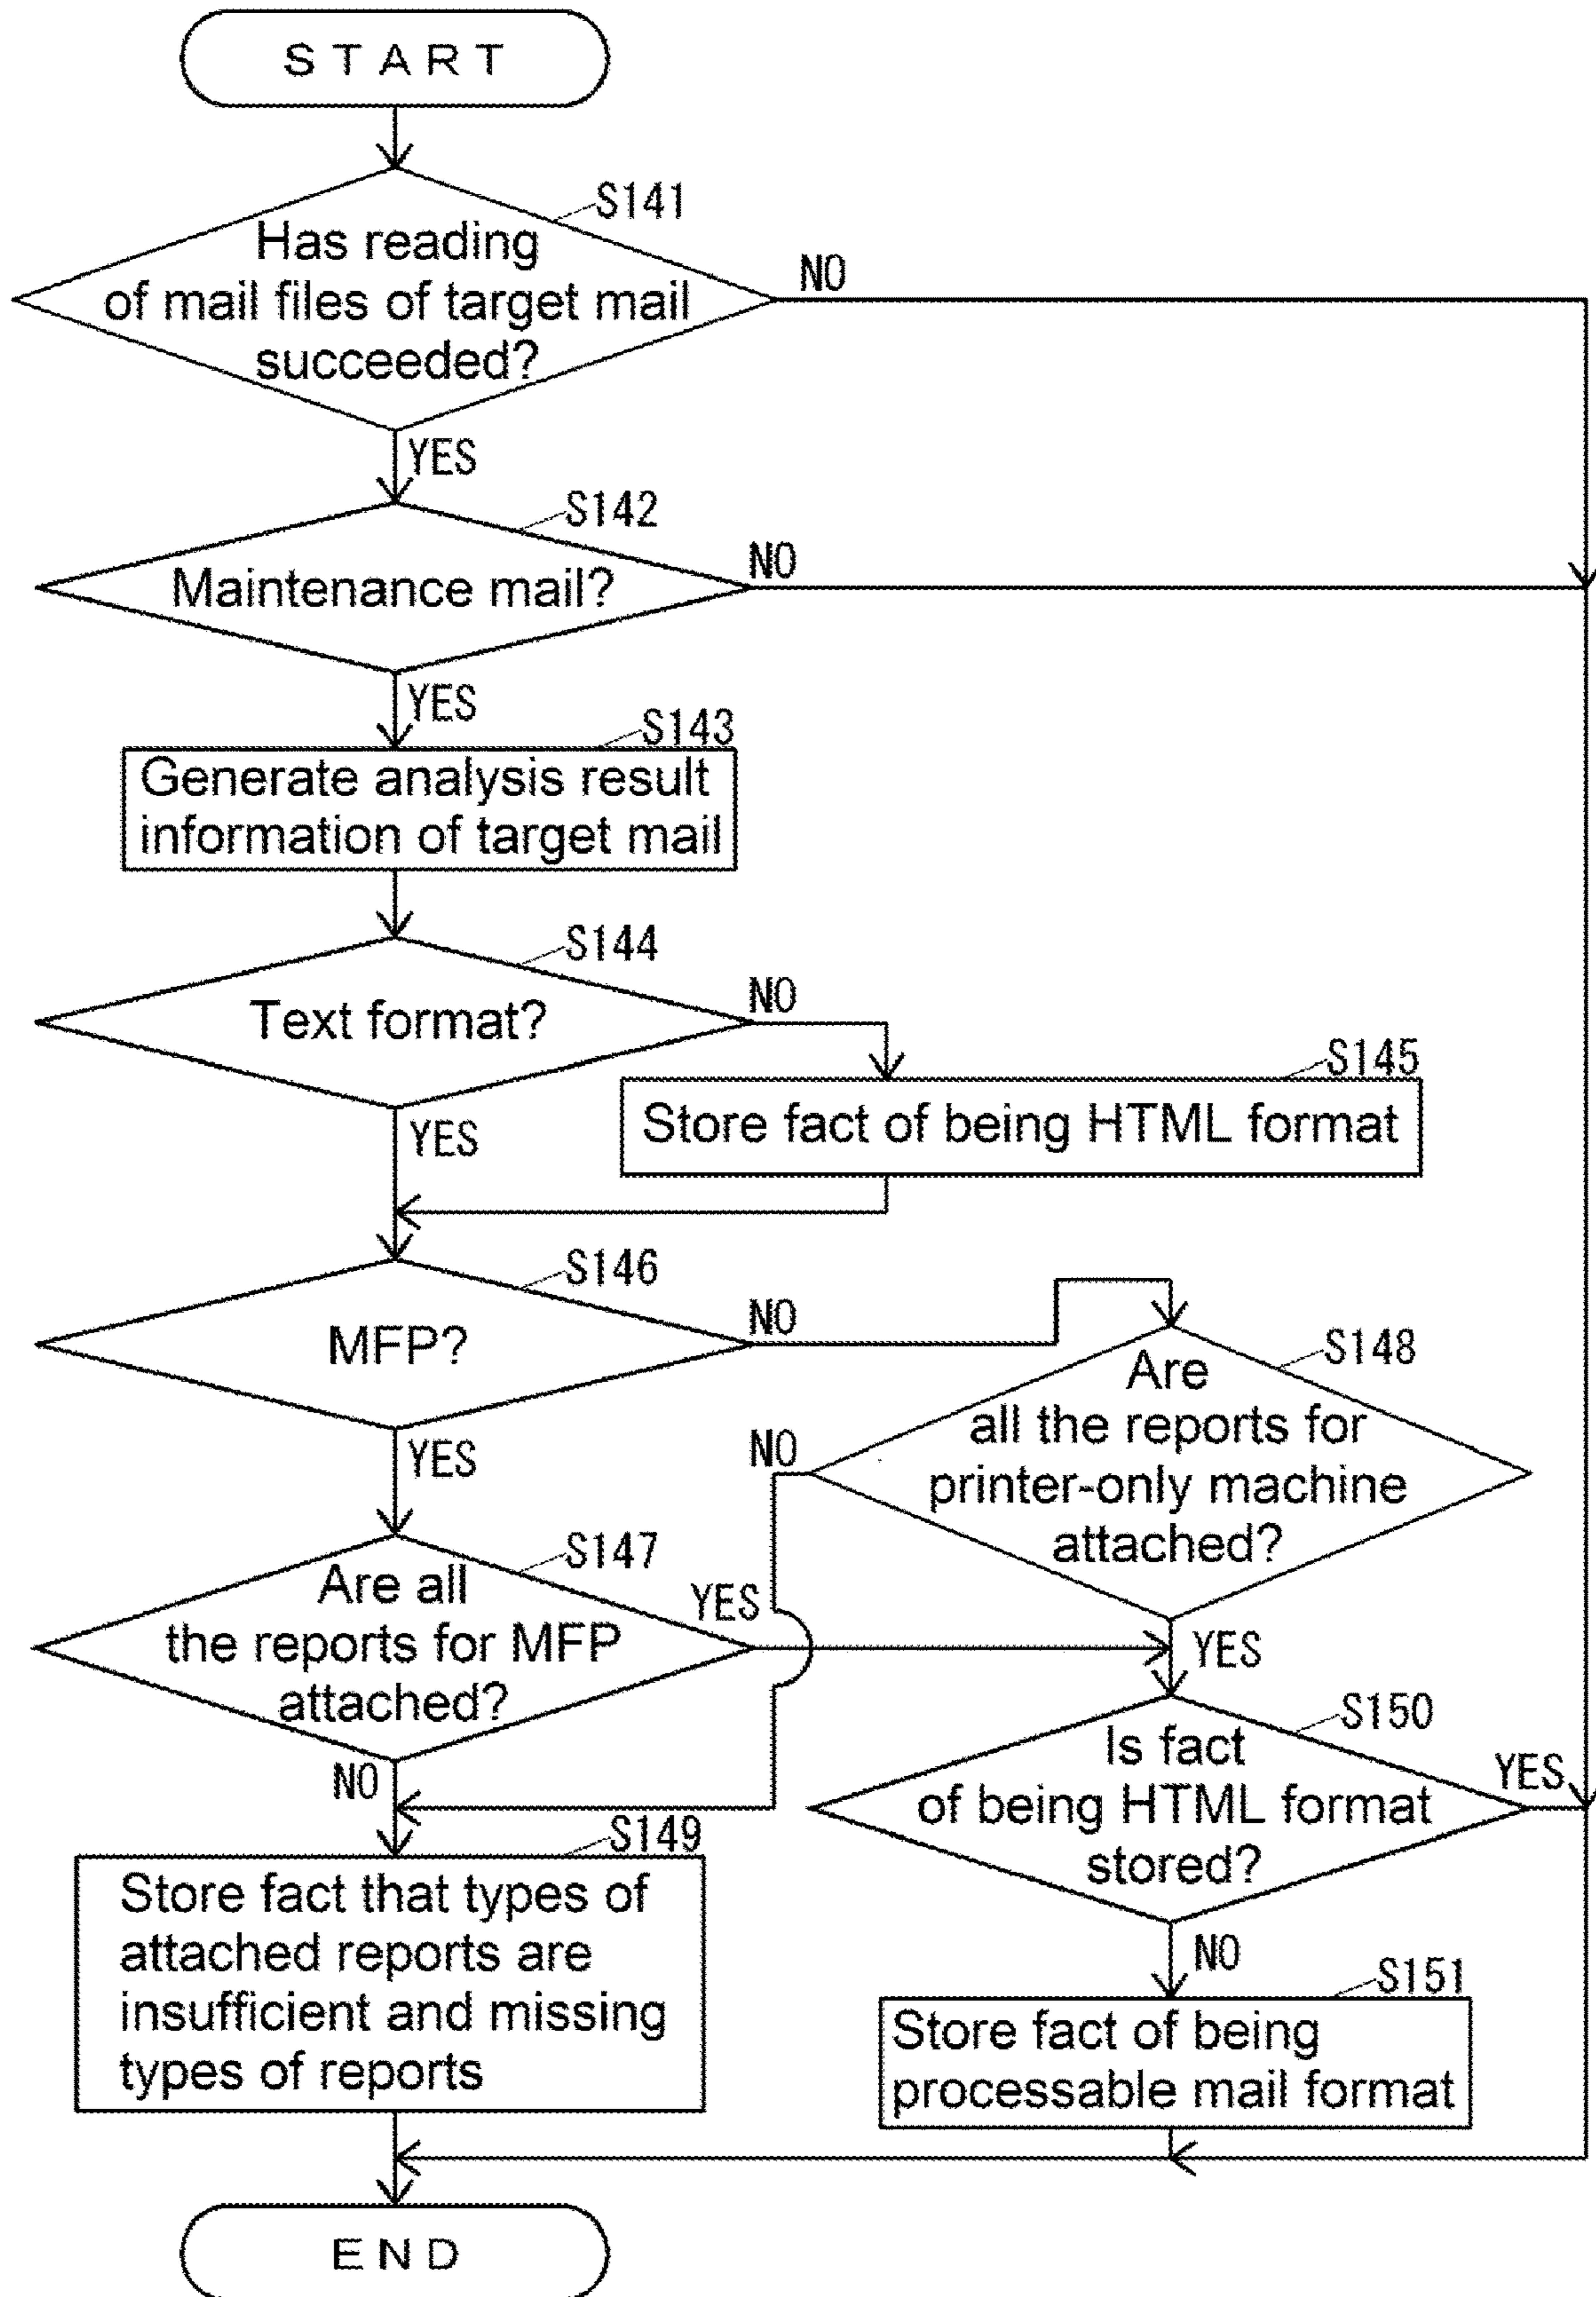 START
S141
Has reading
of mail files of target mail
succeeded?
NO
YES
S142
Maintenance mail?
NO
YES
S143
Generate analysis result
information of target mail
S144
Text format?
NO
YES
S145
Store fact of being HTML format
S146
MFP?
NO
YES
S148
Are
all the reports for
printer-only machine
attached?
NO
YES
S147
Are all
the reports for MFP
attached?
YES
NO
S150
Is fact
of being HTML format
stored?
YES
NO
S149
Store fact that types of
attached reports are
insufficient and missing
types of reports
S151
Store fact of being
processable mail format
END